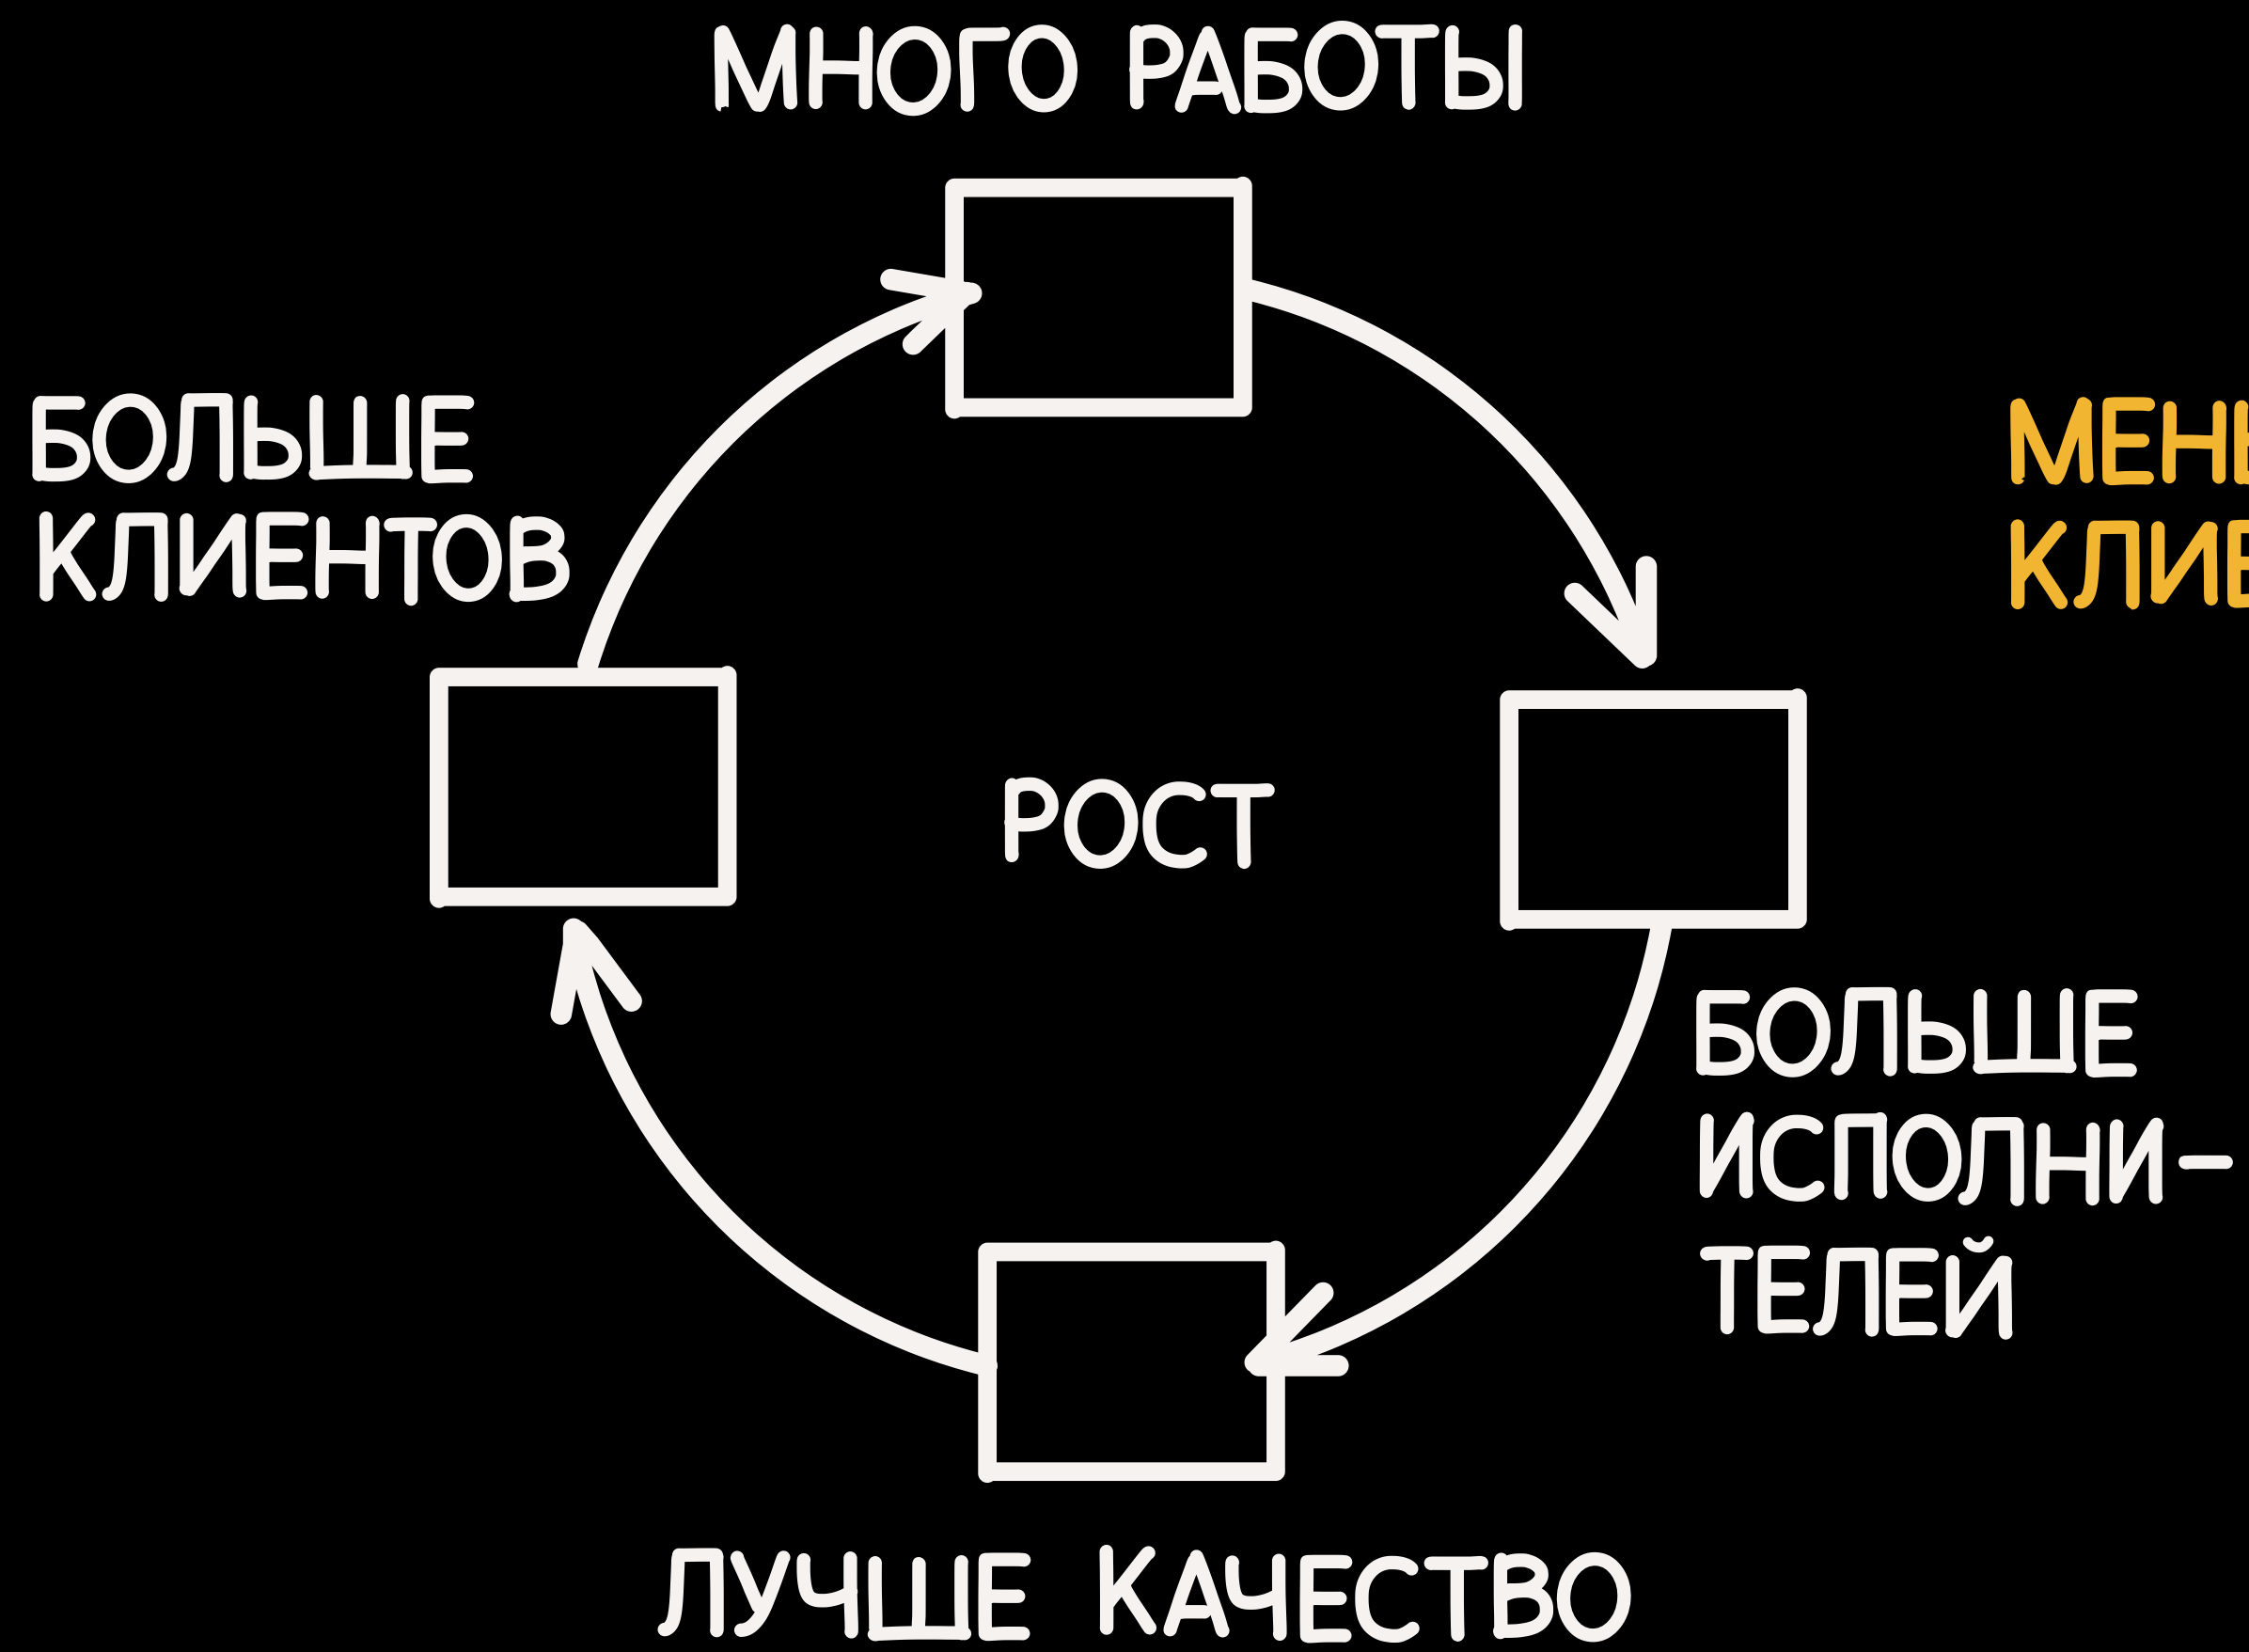 МНОГО РАБОТЫ
БОЛЬШЕ
КЛИЕНТОВ
РОСТ
БОЛЬШЕ
ИСПОЛНИ-
ТЕЛЕЙ
ЛУЧШЕ КАЧЕСТВО